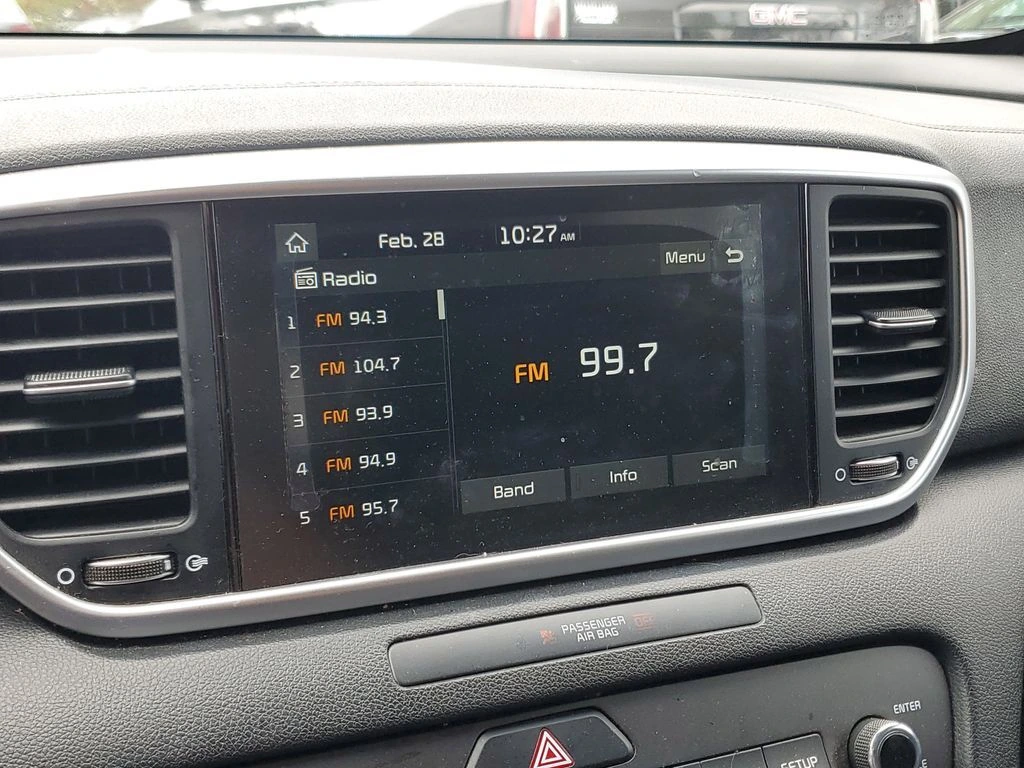 GMC
Feb. 28 10:27 AM
Radio
Menu
1 FM 94.3
2 FM 104.7
3 FM 93.9
4 FM 94.9
5 FM 95.7
FM 99.7
Band Info Scan
PASSENGER
AIR BAG
OFF
ENTER
SETUP